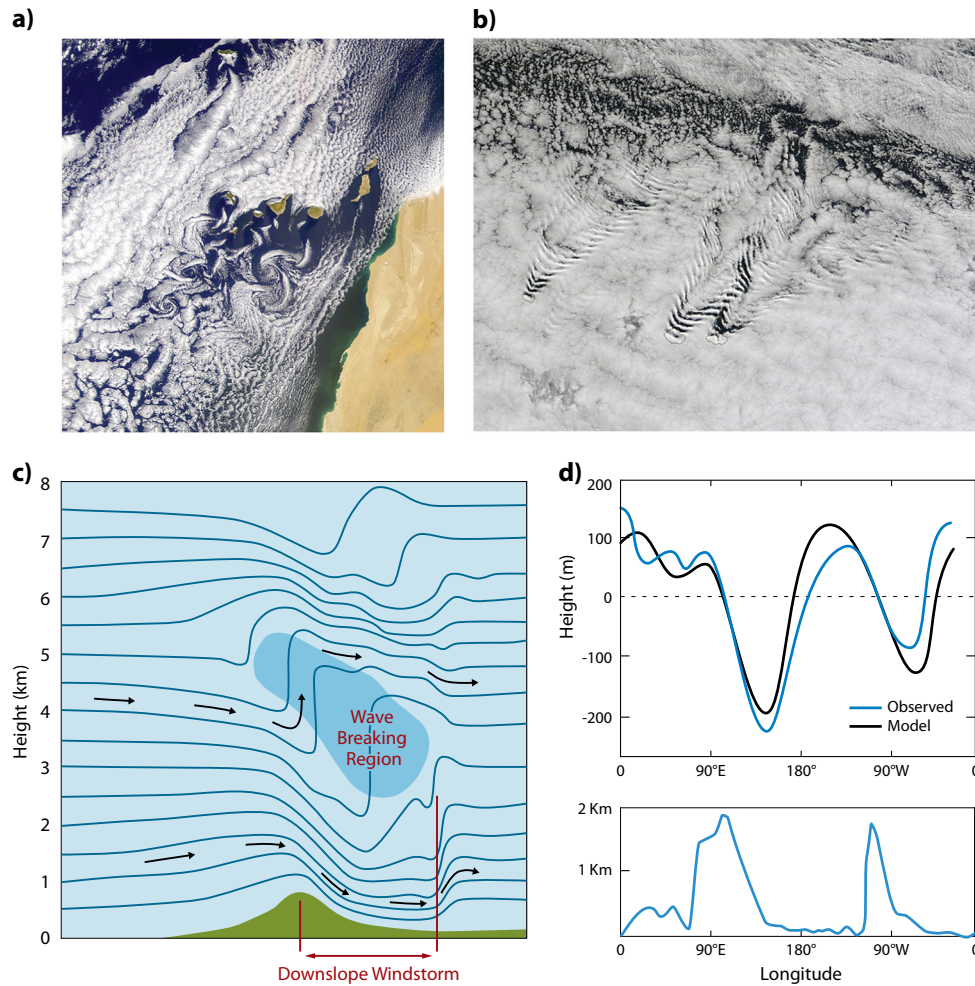 a)
b)
c)
8
7
6
5
4
3
2
1
0
Height (km)
Wave
Breaking
Region
Downslope Windstorm
d)
200
100
0
-100
-200
Height (m)
Observed
Model
0
90°E
180°
90°W
0
2 Km
1 Km
0
90°E
180°
90°W
0
Longitude